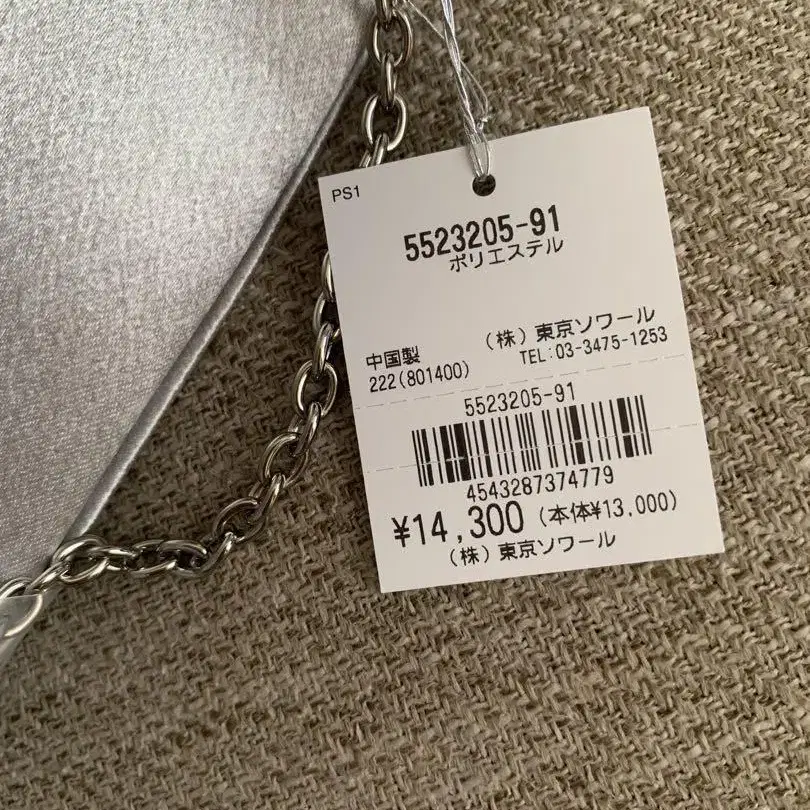 PS1
5523205-91
ポリエステル
(株)東京ソワール
中国製
TEL:03-3475-1253
222(801400)
5523205-91
4543287374779
¥14,300(本体¥13,000)
(株)東京ソワール